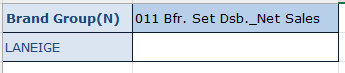 Brand Group(N) 011 Bfr. Set Dsb._Net Sales
LANEIGE